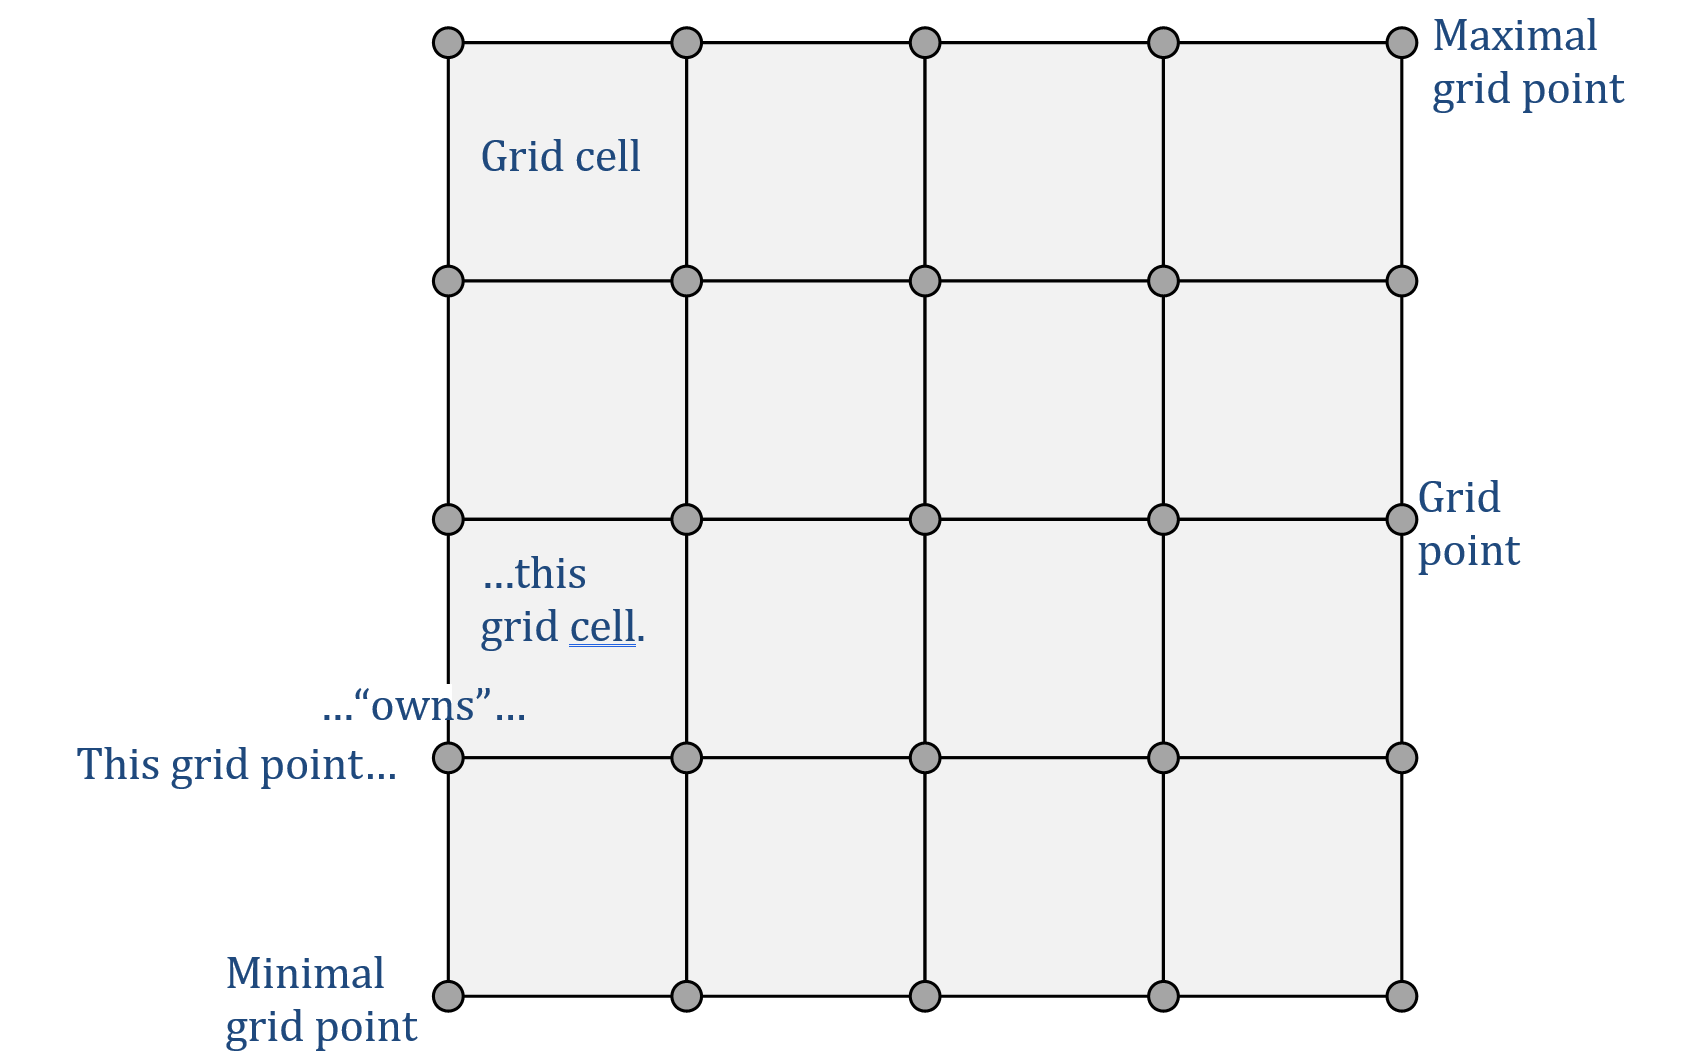 Maximal
grid point
Grid cell
Grid
point
…this
grid cell.
…“owns”…
This grid point…
Minimal
grid point